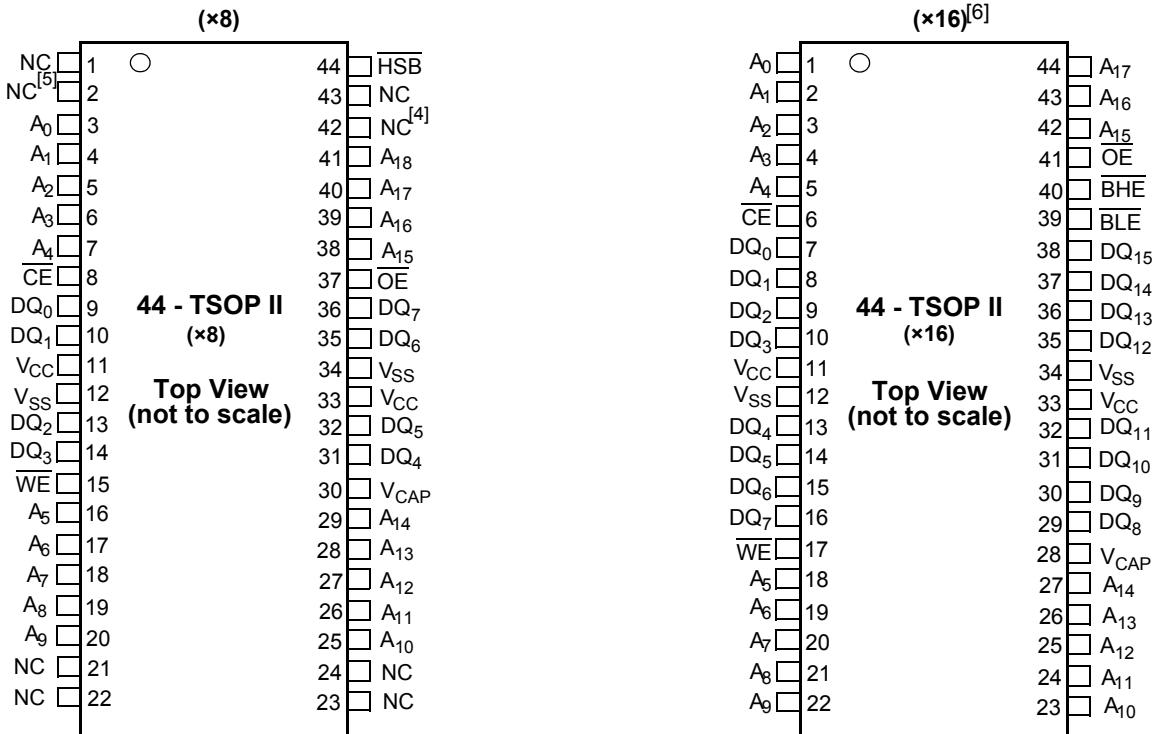 (×8)
NC 1 44 HSB
NC[5] 2 43 NC
A0 3 42 NC[4]
A1 4 41 A18
A2 5 40 A17
A3 6 39 A16
A4 7 38 A15
CE 8 37 OE
DQ0 9 36 DQ7
DQ1 10 35 DQ6
VCC 11 34 VSS
VSS 12 33 VCC
DQ2 13 32 DQ5
DQ3 14 31 DQ4
WE 15 30 VCAP
A5 16 29 A14
A6 17 28 A13
A7 18 27 A12
A8 19 26 A11
A9 20 25 A10
NC 21 24 NC
NC 22 23 NC
44 - TSOP II
(×8)
Top View
(not to scale)
(×16)[6]
A0 1 44 A17
A1 2 43 A16
A2 3 42 A15
A3 4 41 OE
A4 5 40 BHE
CE 6 39 BLE
DQ0 7 38 DQ15
DQ1 8 37 DQ14
DQ2 9 36 DQ13
DQ3 10 35 DQ12
VCC 11 34 VSS
VSS 12 33 VCC
DQ4 13 32 DQ11
DQ5 14 31 DQ10
DQ6 15 30 DQ9
DQ7 16 29 DQ8
WE 17 28 VCAP
A5 18 27 A14
A6 19 26 A13
A7 20 25 A12
A8 21 24 A11
A9 22 23 A10
44 - TSOP II
(×16)
Top View
(not to scale)